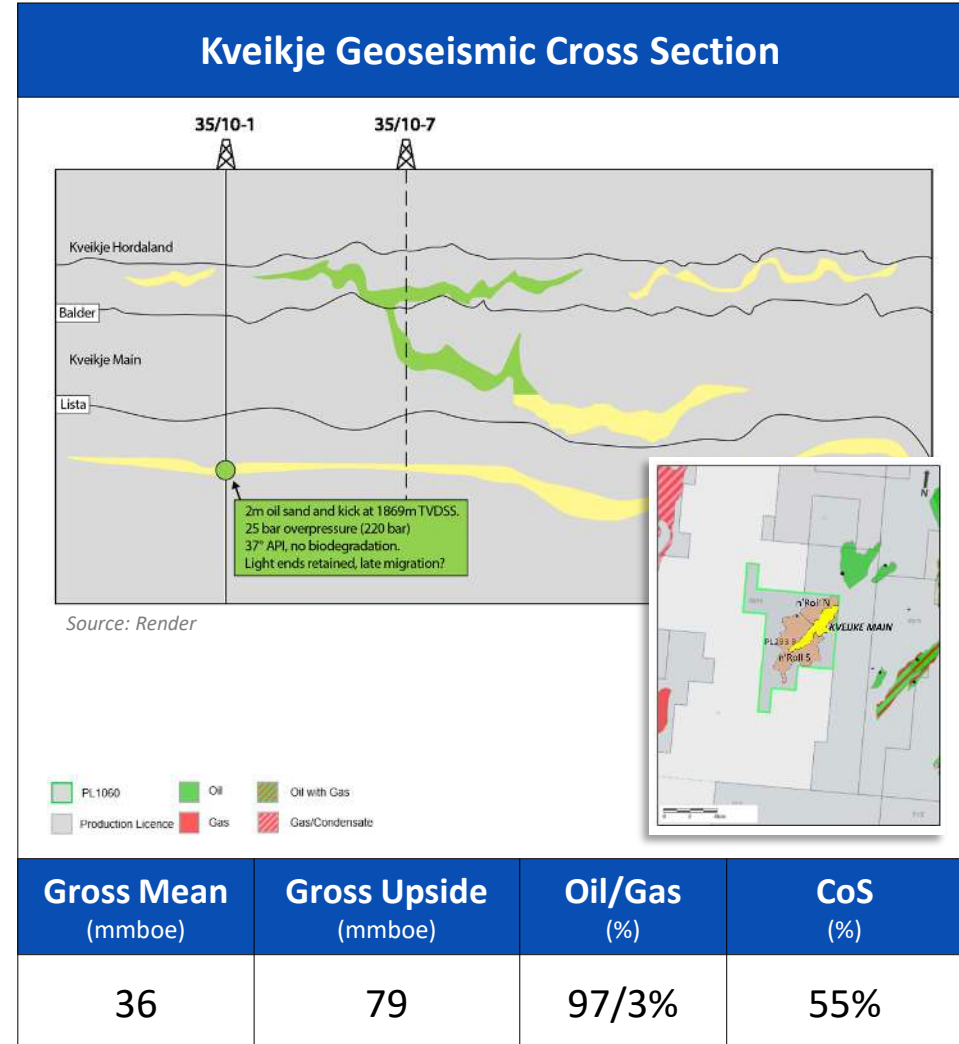 Kveikje Geoseismic Cross Section
35/10-1
35/10-7
Kveikje Hordaland
Balder
Kveikje Main
Lista
2m oil sand and kick at 1869m TVDSS.
25 bar overpressure (220 bar)
37° API, no biodegradation.
Light ends retained, late migration?
Source: Render
N
n'Roll N
KVEIKJE MAIN
n'Roll S
PL1060
Oil
Oil with Gas
Production Licence
Gas
Gas/Condensate
Gross Mean
(mmboe)
Gross Upside
(mmboe)
Oil/Gas
(%)
CoS
(%)
36
79
97/3%
55%